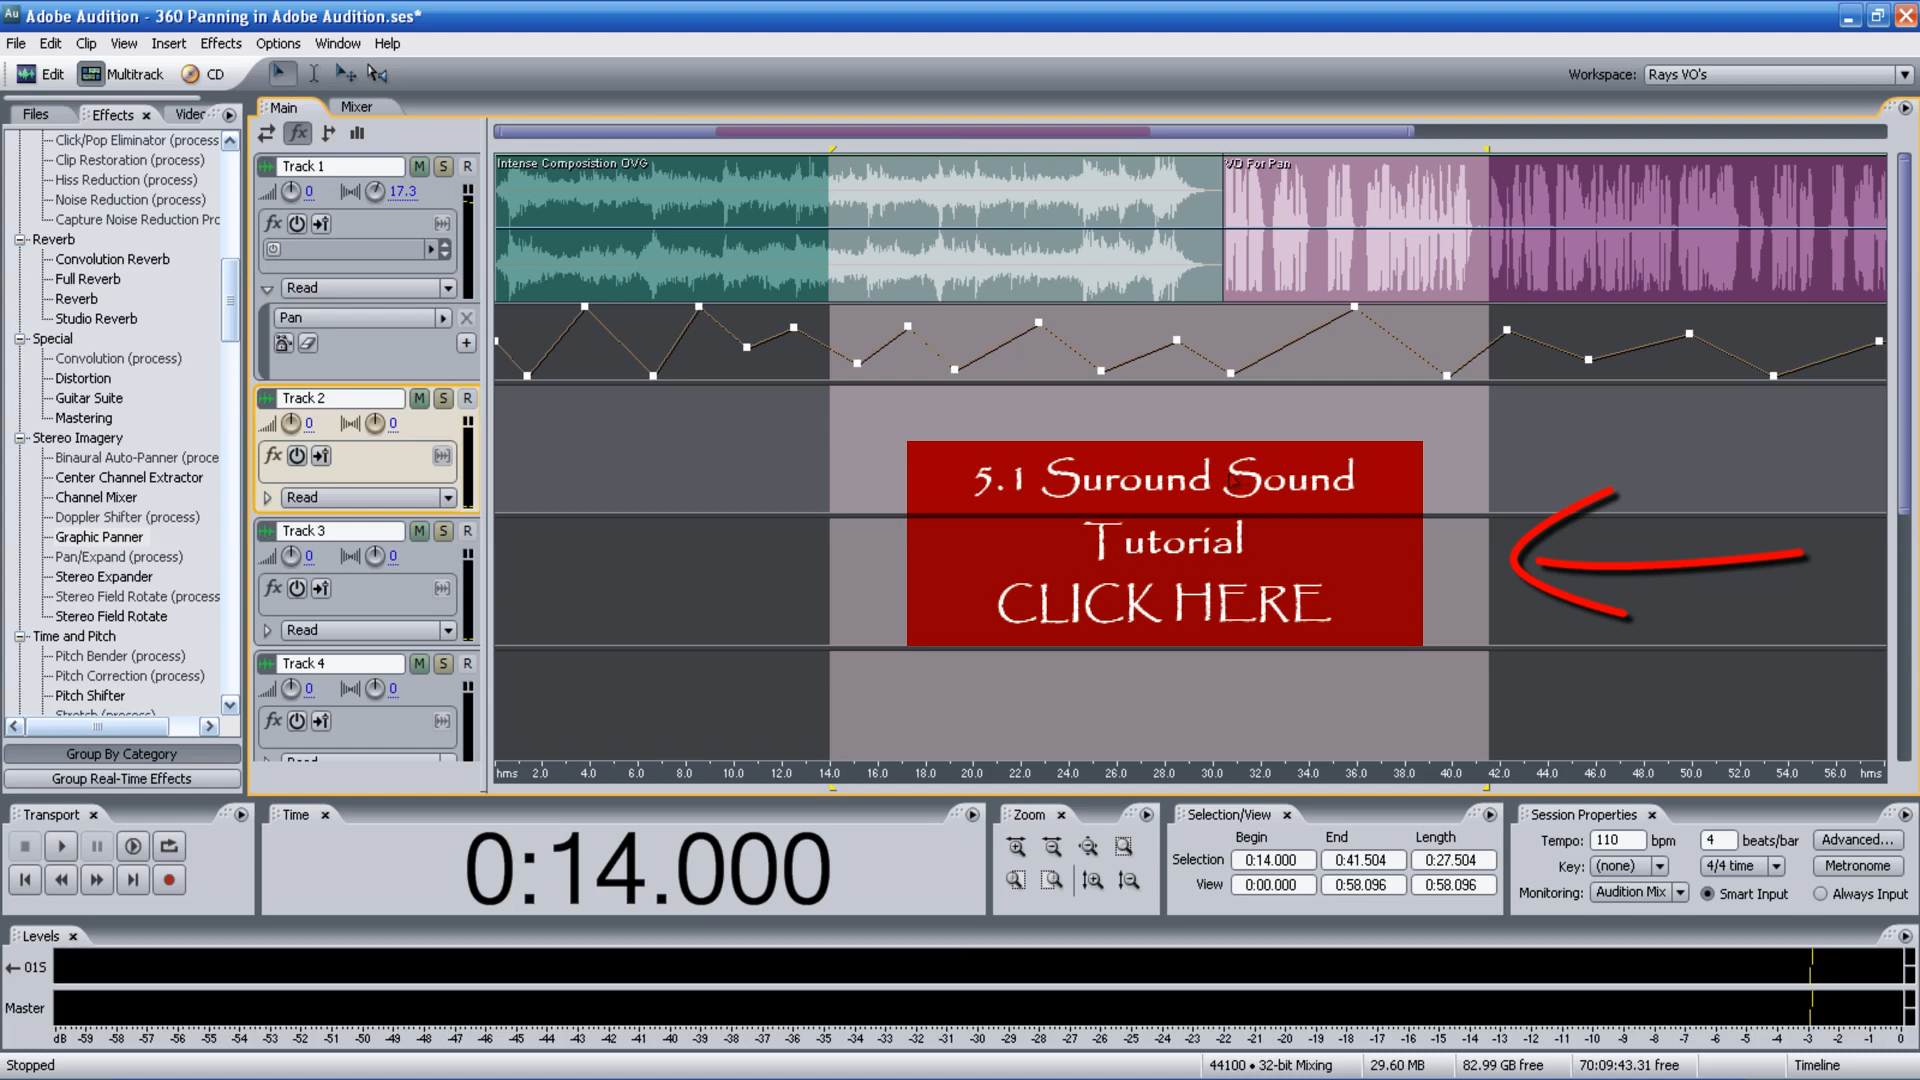 Au Adobe Audition - 360 Panning in Adobe Audition.ses*
File Edit Clip View Insert Effects Options Window Help
Edit Multitrack CD Workspace: Rays VO's
Files Effects x Main Mixer
Click/Pop Eliminator (process
Clip Restoration (process)
Hiss Reduction (process)
Noise Reduction (process)
Capture Noise Reduction Prc
Reverb
Convolution Reverb
Full Reverb
Reverb
Studio Reverb
Special
Convolution (process)
Distortion
Guitar Suite
Mastering
Stereo Imagery
Binaural Auto-Panner (proce
Center Channel Extractor
Channel Mixer
Doppler Shifter (process)
Graphic Panner
Pan/Expand (process)
Stereo Expander
Stereo Field Rotate (process
Stereo Field Rotate
Time and Pitch
Pitch Bender (process)
Pitch Correction (process)
Pitch Shifter
Stretch (process)
Group By Category
Group Real-Time Effects
fx
Track 1 M S R
0 17.3
fx
Read
Pan
Track 2 M S R
0 0
fx
Read
Track 3 M S R
0 0
fx
Read
Track 4 M S R
0 0
fx
Read
Intense Composistion OVG VO For Pan
5.1 Suround Sound
Tutorial
CLICK HERE
hms 2.0 4.0 6.0 8.0 10.0 12.0 14.0 16.0 18.0 20.0 22.0 24.0 26.0 28.0 30.0 32.0 34.0 36.0 38.0 40.0 42.0 44.0 46.0 48.0 50.0 52.0 54.0 56.0 hms
Transport x
Time x
0:14.000
Zoom x
Selection/View x
Begin End Length
Selection 0:14.000 0:41.504 0:27.504
View 0:00.000 0:58.096 0:58.096
Session Properties x
Tempo: 110 bpm 4 beats/bar Advanced...
Key: (none) 4/4 time Metronome
Monitoring: Audition Mix Smart Input Always Input
Levels x
01S
Master
dB -59 -58 -57 -56 -55 -54 -53 -52 -51 -50 -49 -48 -47 -46 -45 -44 -43 -42 -41 -40 -39 -38 -37 -36 -35 -34 -33 -32 -31 -30 -29 -28 -27 -26 -25 -24 -23 -22 -21 -20 -19 -18 -17 -16 -15 -14 -13 -12 -11 -10 -9 -8 -7 -6 -5 -4 -3 -2 -1 0
Stopped 44100 • 32-bit Mixing 29.60 MB 82.99 GB free 70:09:43.31 free Timeline